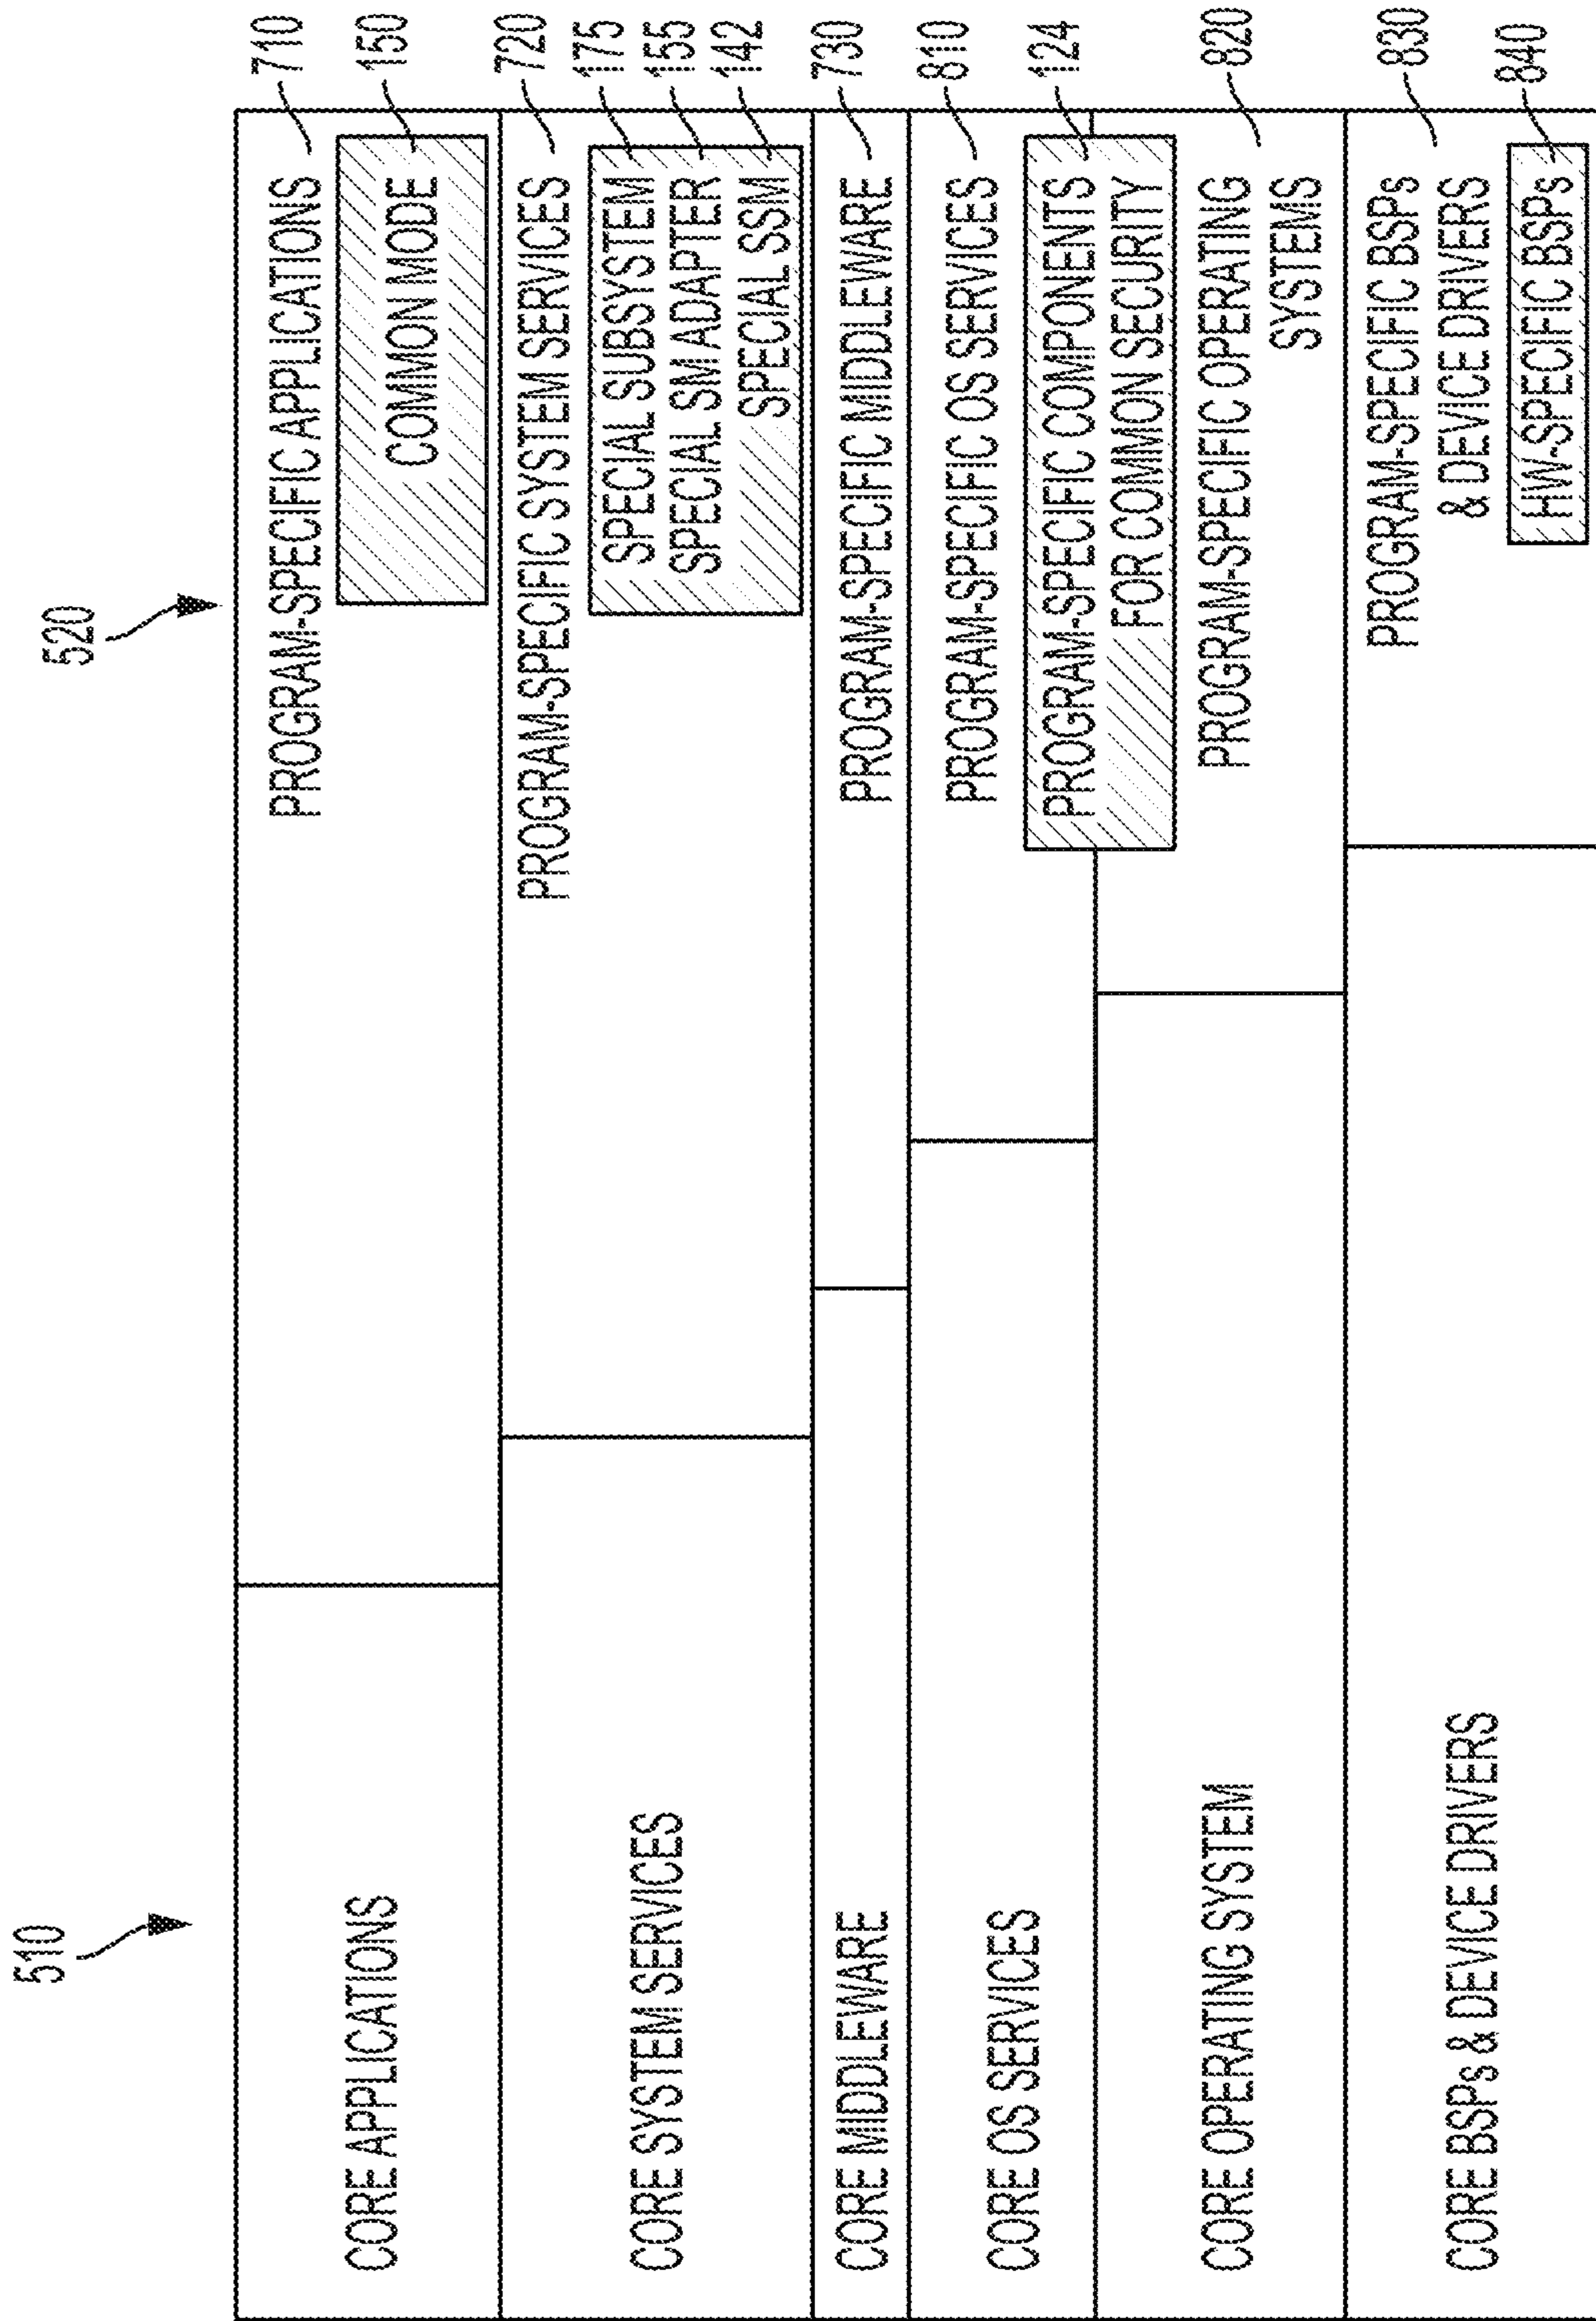 510
520
CORE APPLICATIONS
PROGRAM-SPECIFIC APPLICATIONS
710
COMMON MODE
150
CORE SYSTEM SERVICES
PROGRAM-SPECIFIC SYSTEM SERVICES
720
SPECIAL SUBSYSTEM
175
SPECIAL SM ADAPTER
155
SPECIAL SSM
142
CORE MIDDLEWARE
PROGRAM-SPECIFIC MIDDLEWARE
730
CORE OS SERVICES
PROGRAM-SPECIFIC OS SERVICES
810
PROGRAM-SPECIFIC COMPONENTS
FOR COMMON SECURITY
124
CORE OPERATING SYSTEM
PROGRAM-SPECIFIC OPERATING
SYSTEMS
820
CORE BSPs & DEVICE DRIVERS
PROGRAM-SPECIFIC BSPs
& DEVICE DRIVERS
830
HW-SPECIFIC BSPs
840